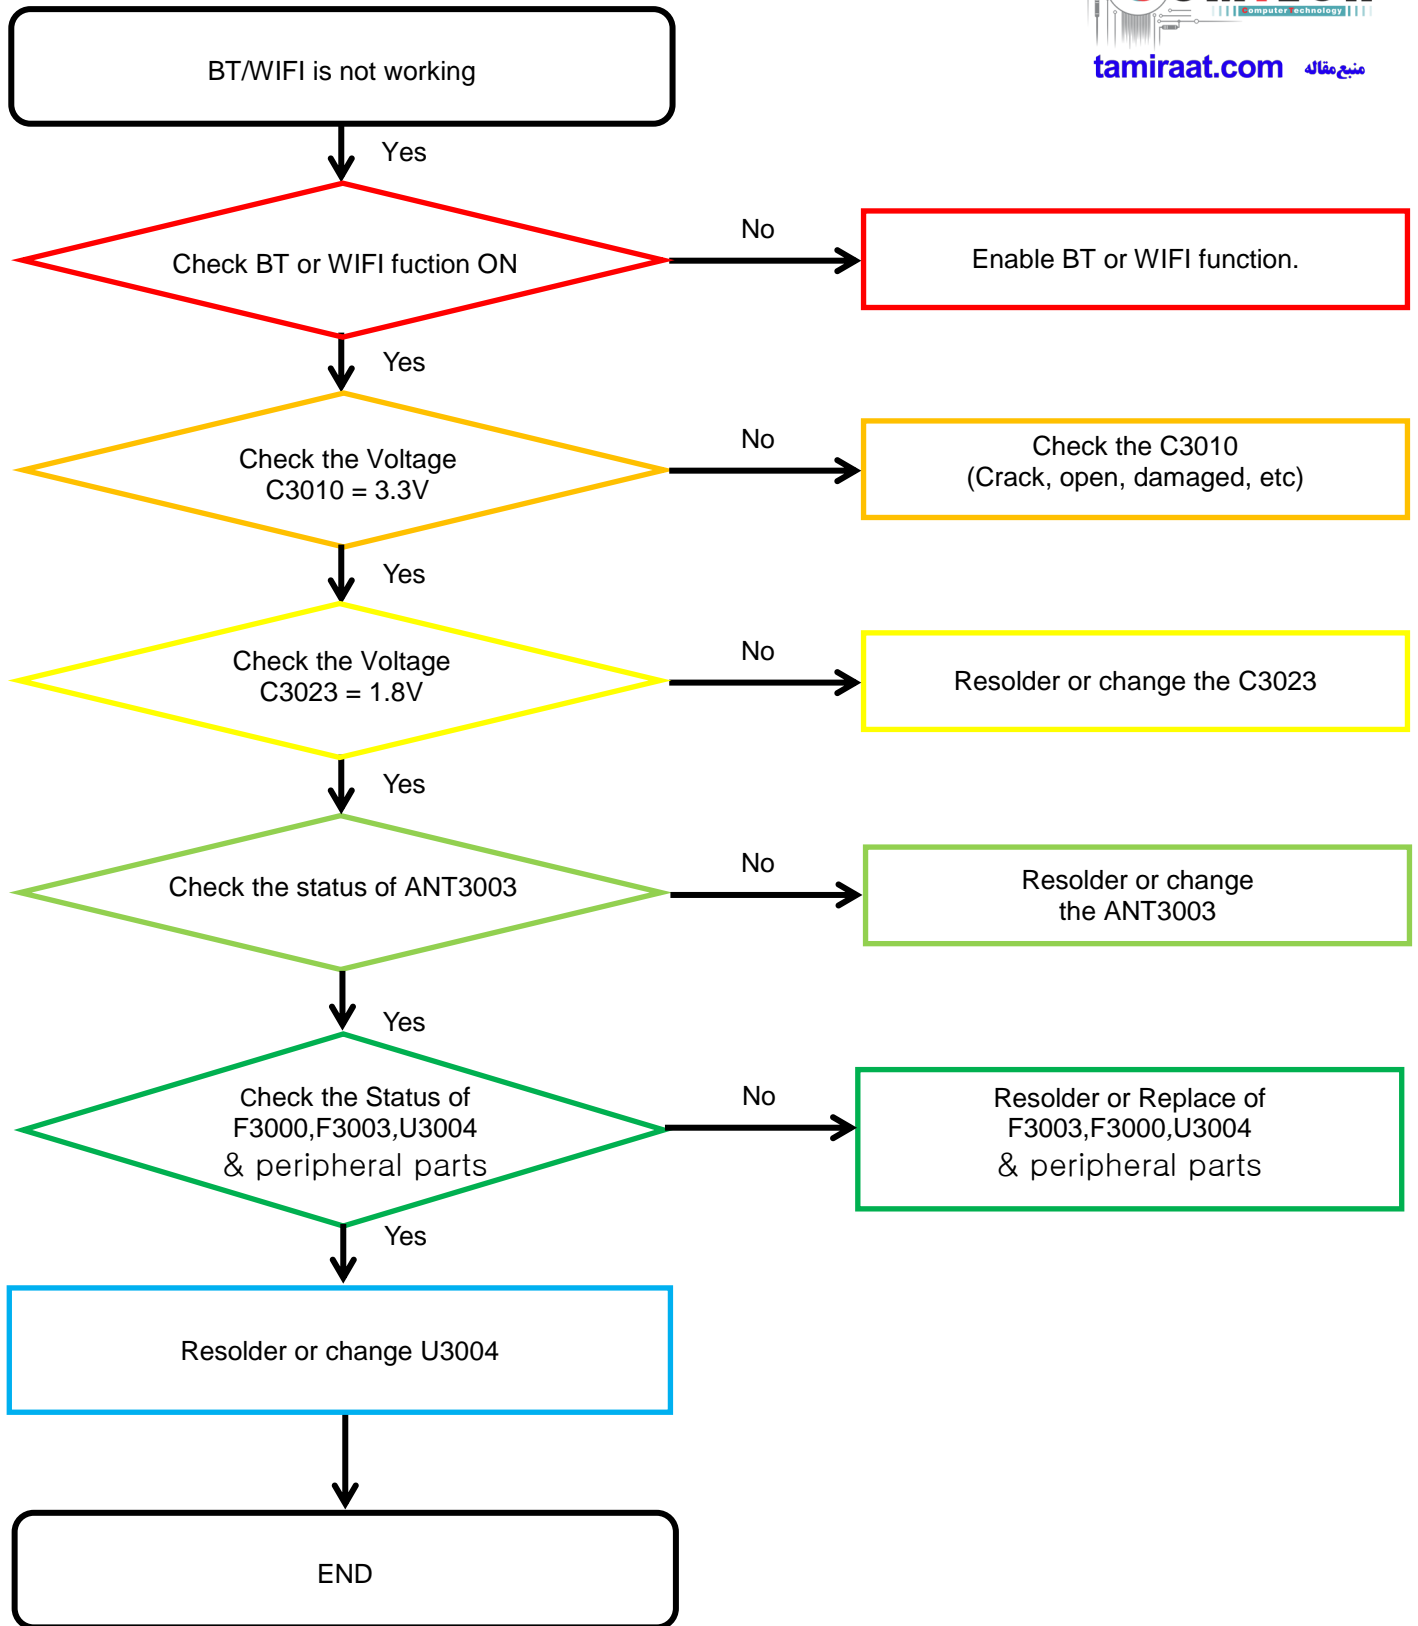 Computer Technology
tamiraat.com منبع مقاله
BT/WIFI is not working
Yes
Check BT or WIFI fuction ON
No
Enable BT or WIFI function.
Yes
Check the Voltage
C3010 = 3.3V
No
Check the C3010
(Crack, open, damaged, etc)
Yes
Check the Voltage
C3023 = 1.8V
No
Resolder or change the C3023
Yes
Check the status of ANT3003
No
Resolder or change
the ANT3003
Yes
Check the Status of
F3000,F3003,U3004
& peripheral parts
No
Resolder or Replace of
F3003,F3000,U3004
& peripheral parts
Yes
Resolder or change U3004
END